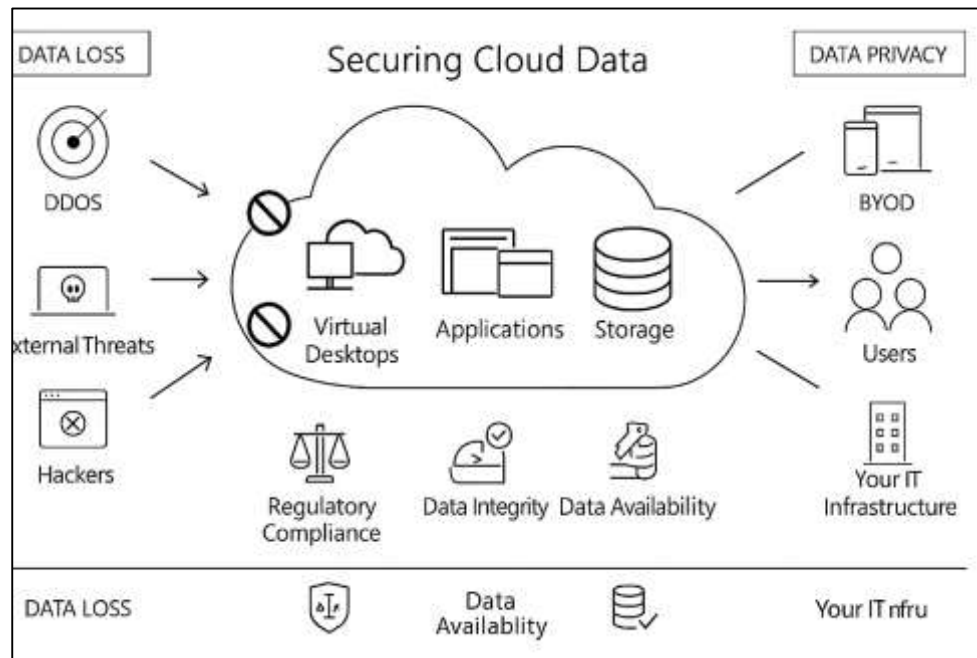 DATA LOSS
Securing Cloud Data
DATA PRIVACY
DDOS
BYOD
xternal Threats
Virtual
Desktops
Applications
Storage
Users
Hackers
Regulatory
Compliance
Data Integrity
Data Availability
Your IT
Infrastructure
DATA LOSS
Data
Availablity
Your IT nfru